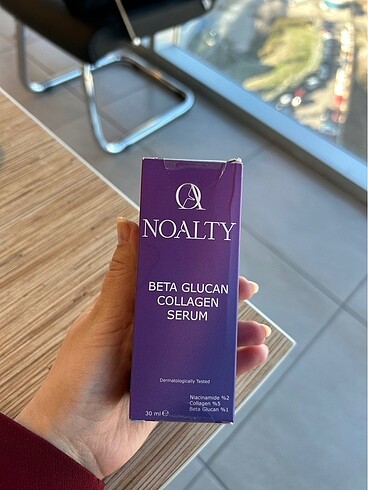 NOALTY
BETA GLUCAN
COLLAGEN
SERUM
Dermatologically Tested
Niacinamide %2
Collagen %5
Beta Glucan %1
30 ml ℮